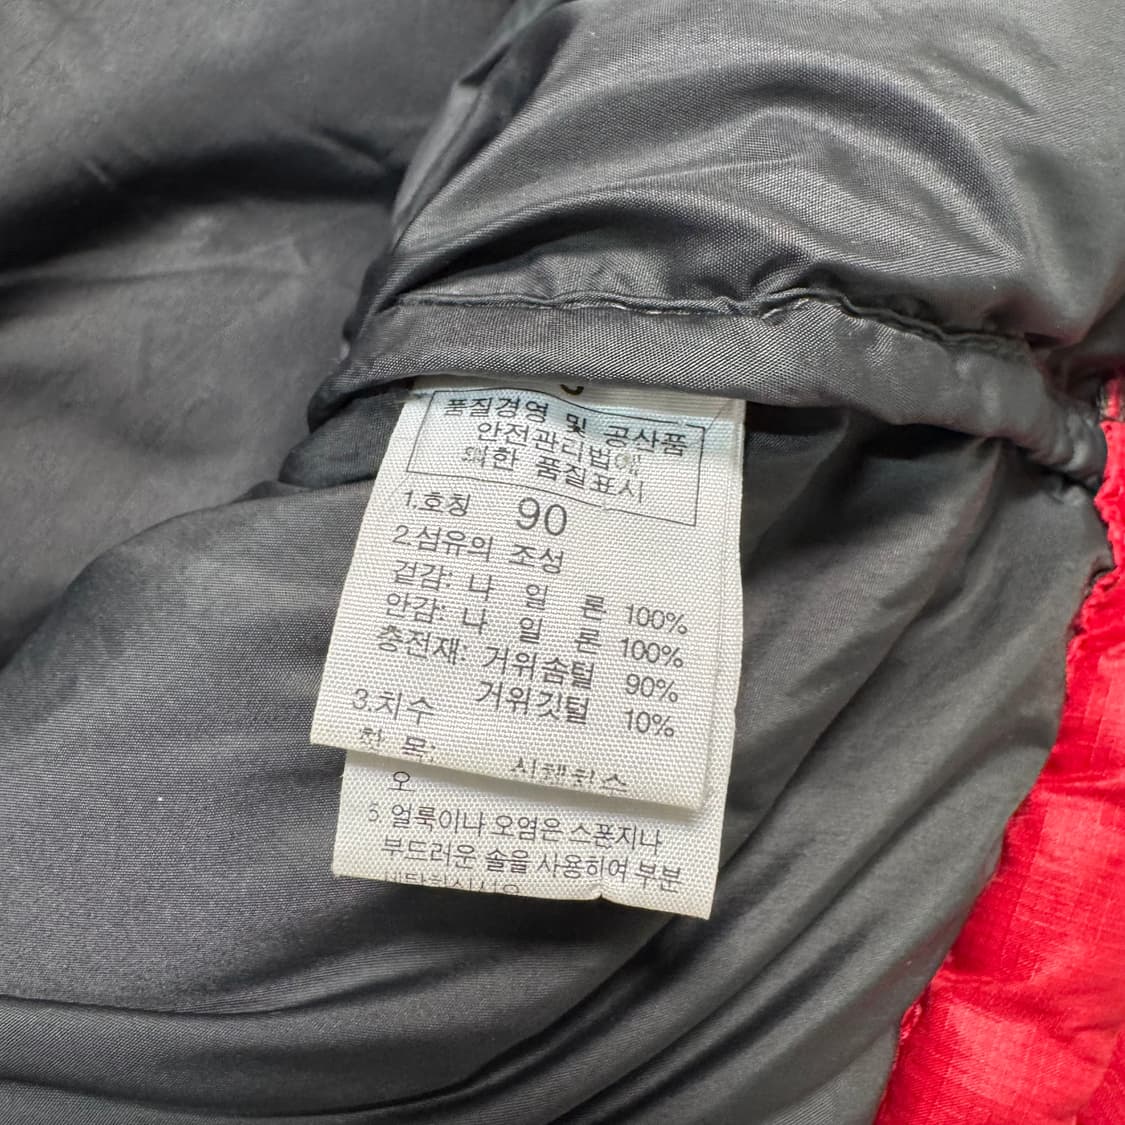 품질경영 및 공산품
안전관리법에
의한 품질표시
1.호칭 90
2.섬유의 조성
겉감: 나 일 론 100%
안감: 나 일 론 100%
충전재: 거위솜털 90%
거위깃털 10%
3.치수
오
얼룩이나 오염은 스폰지나
부드러운 솔을 사용하여 부분